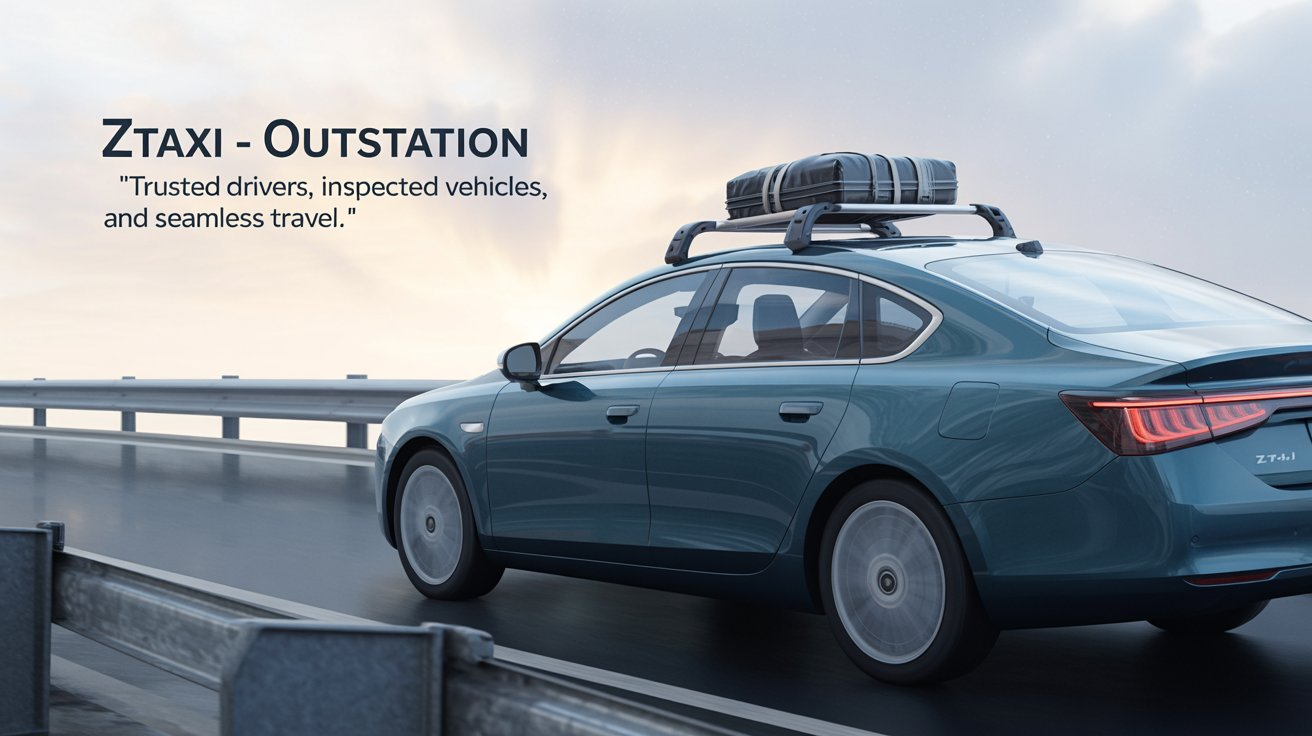 ZTAXI - OUTSTATION
"Trusted drivers, inspected vehicles,
and seamless travel."